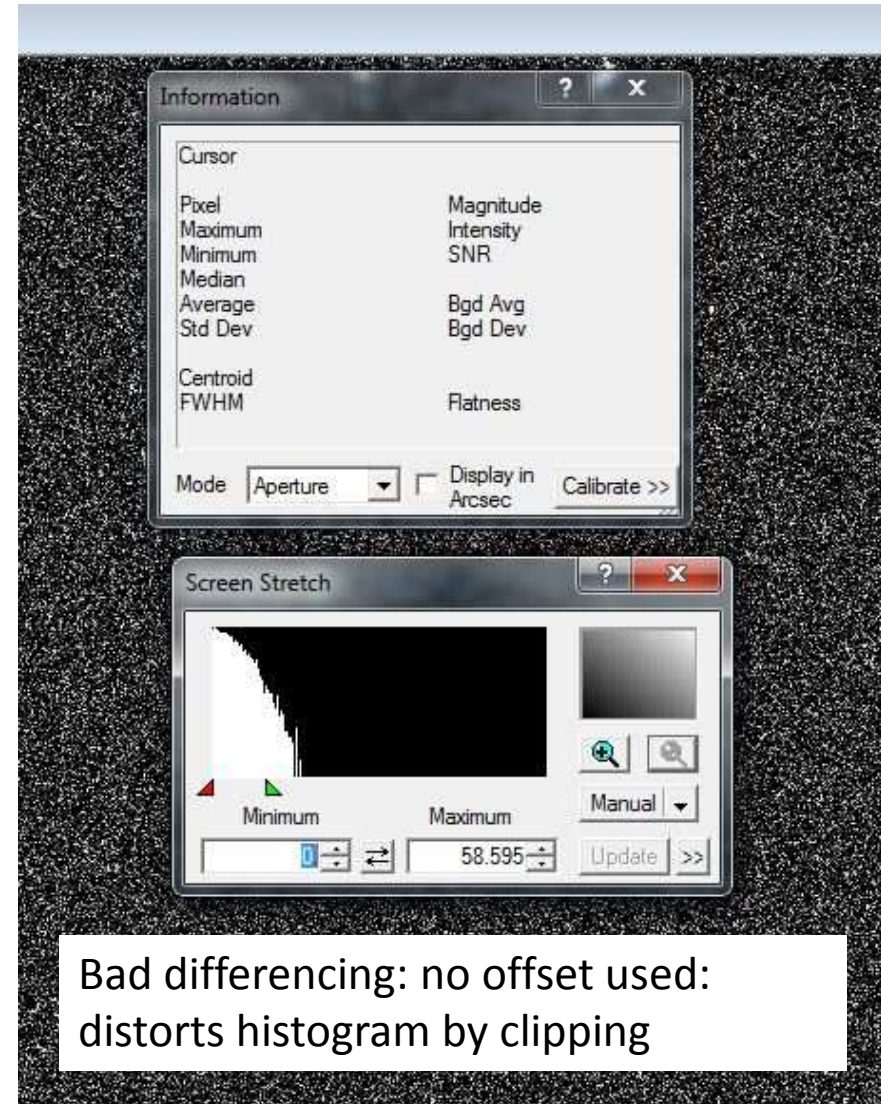 Information
? x
Cursor
Pixel Magnitude
Maximum Intensity
Minimum SNR
Median
Average Bgd Avg
Std Dev Bgd Dev
Centroid
FWHM Flatness
Mode Aperture Display in Arcsec Calibrate >>
Screen Stretch
? x
Manual
Minimum Maximum
0 58.595 Update >>
Bad differencing: no offset used:
distorts histogram by clipping